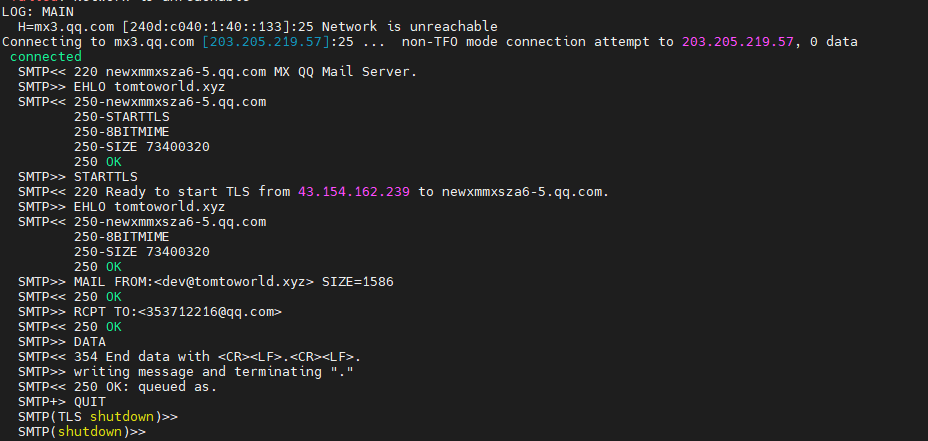 LOG: MAIN
H=mx3.qq.com [240d:c040:1:40::133]:25 Network is unreachable
Connecting to mx3.qq.com [203.205.219.57]:25 ...  non-TFO mode connection attempt to 203.205.219.57, 0 data
connected
SMTP<< 220 newxmmxsza6-5.qq.com MX QQ Mail Server.
SMTP>> EHLO tomtoworld.xyz
SMTP<< 250-newxmmxsza6-5.qq.com
250-STARTTLS
250-8BITMIME
250-SIZE 73400320
250 OK
SMTP>> STARTTLS
SMTP<< 220 Ready to start TLS from 43.154.162.239 to newxmmxsza6-5.qq.com.
SMTP>> EHLO tomtoworld.xyz
SMTP<< 250-newxmmxsza6-5.qq.com
250-8BITMIME
250-SIZE 73400320
250 OK
SMTP>> MAIL FROM:<dev@tomtoworld.xyz> SIZE=1586
SMTP<< 250 OK
SMTP>> RCPT TO:<353712216@qq.com>
SMTP<< 250 OK
SMTP>> DATA
SMTP<< 354 End data with <CR><LF>.<CR><LF>.
SMTP>> writing message and terminating "."
SMTP<< 250 OK: queued as.
SMTP+> QUIT
SMTP(TLS shutdown)>>
SMTP(shutdown)>>